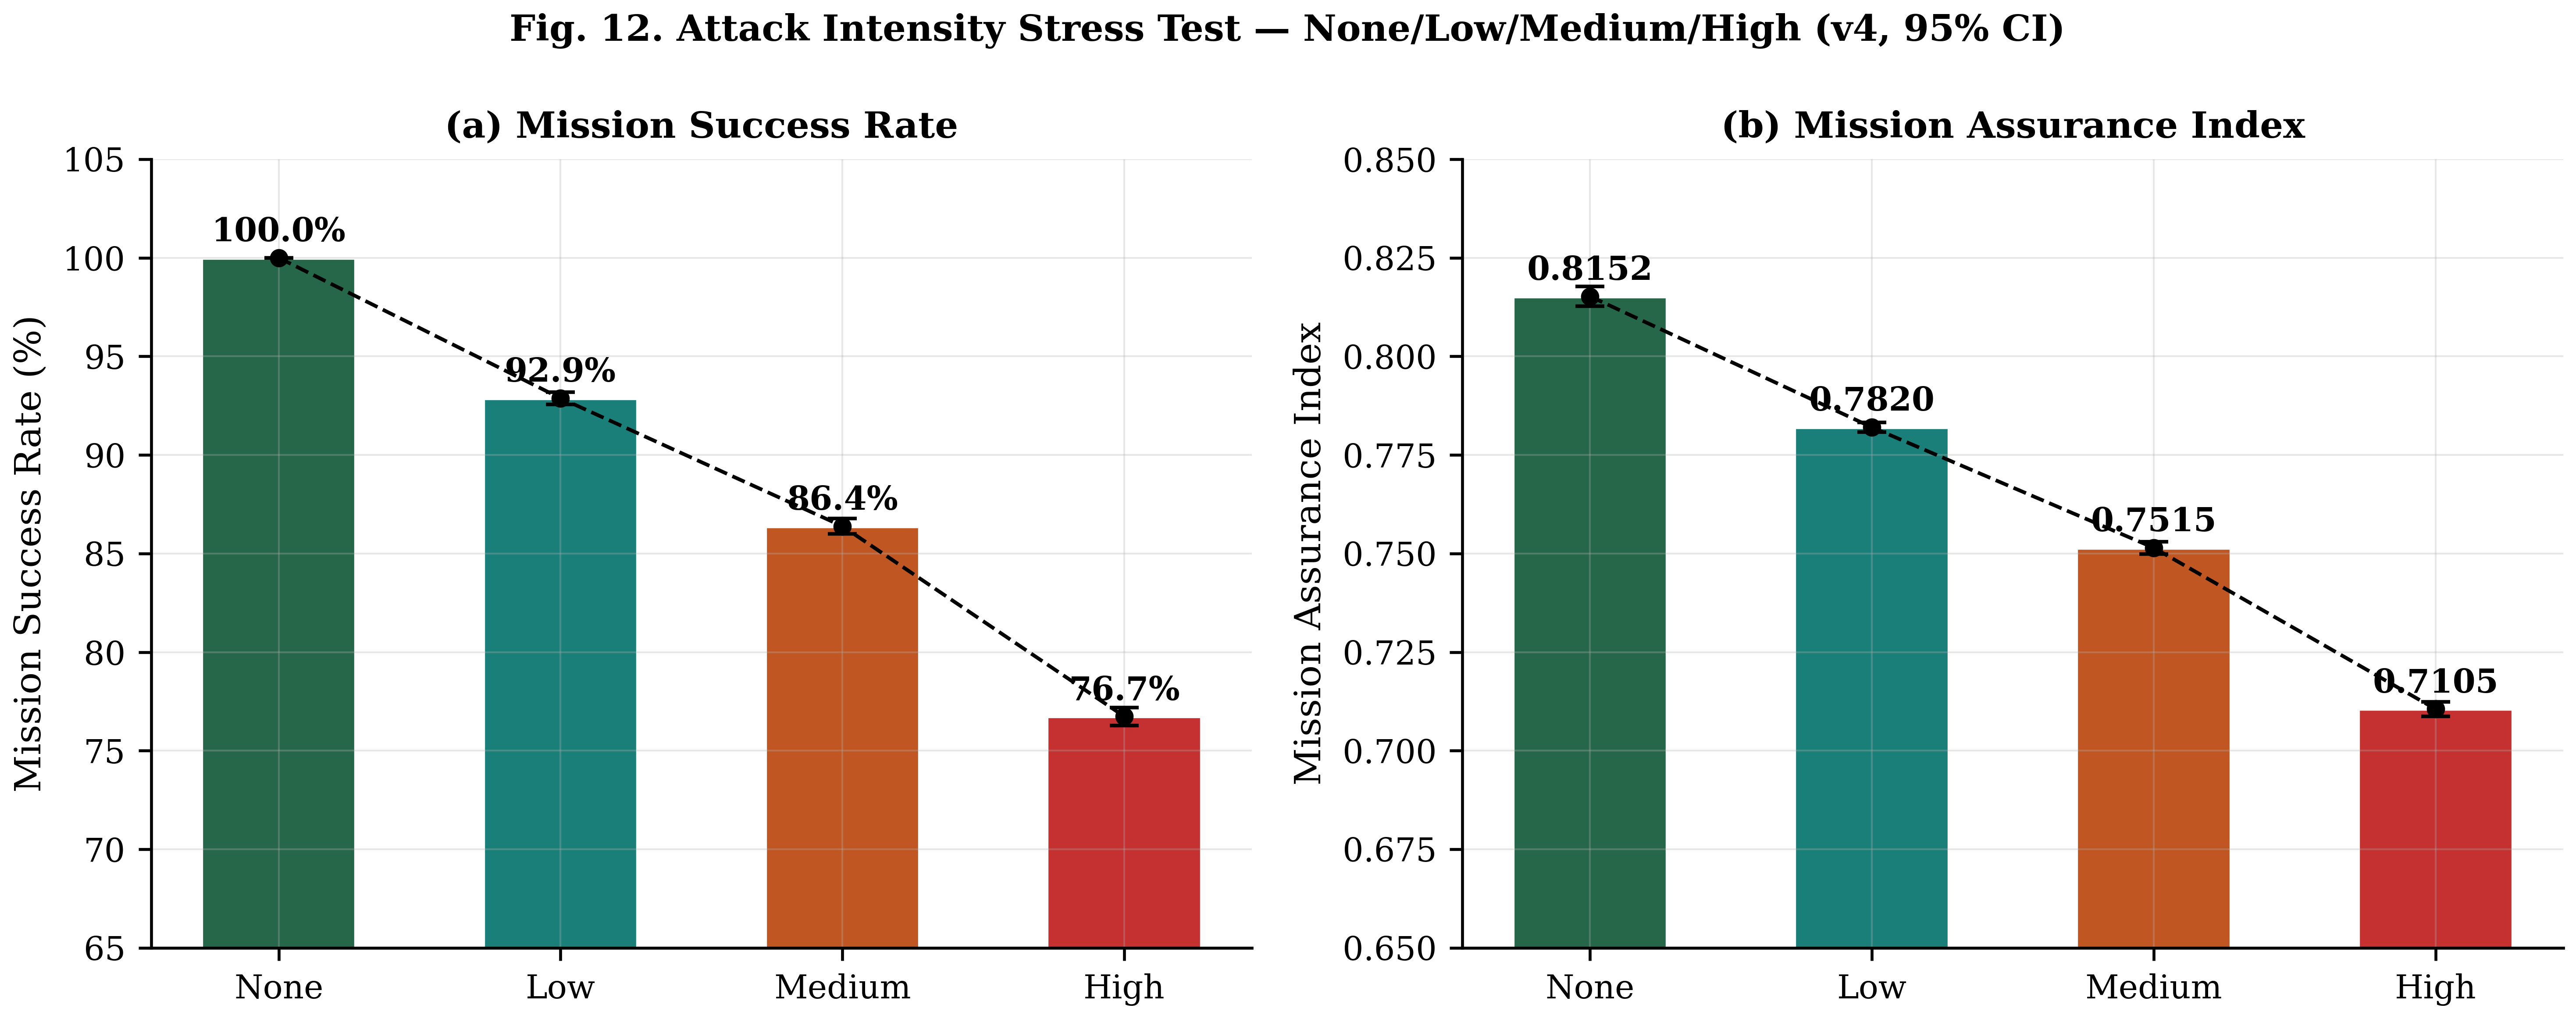 Fig. 12. Attack Intensity Stress Test — None/Low/Medium/High (v4, 95% CI)
(a) Mission Success Rate
Mission Success Rate (%)
105
100
95
90
85
80
75
70
65
100.0%
92.9%
86.4%
76.7%
None
Low
Medium
High
(b) Mission Assurance Index
Mission Assurance Index
0.850
0.825
0.800
0.775
0.750
0.725
0.700
0.675
0.650
0.8152
0.7820
0.7515
0.7105
None
Low
Medium
High